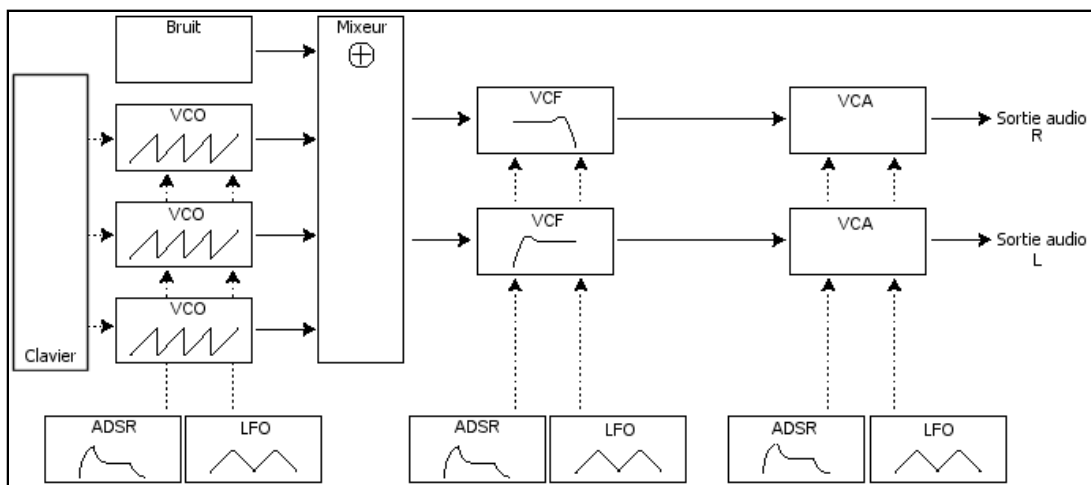 Bruit
Mixeur
VCO
VCF
VCA
Sortie audio
R
VCO
VCF
VCA
Sortie audio
L
VCO
Clavier
ADSR
LFO
ADSR
LFO
ADSR
LFO